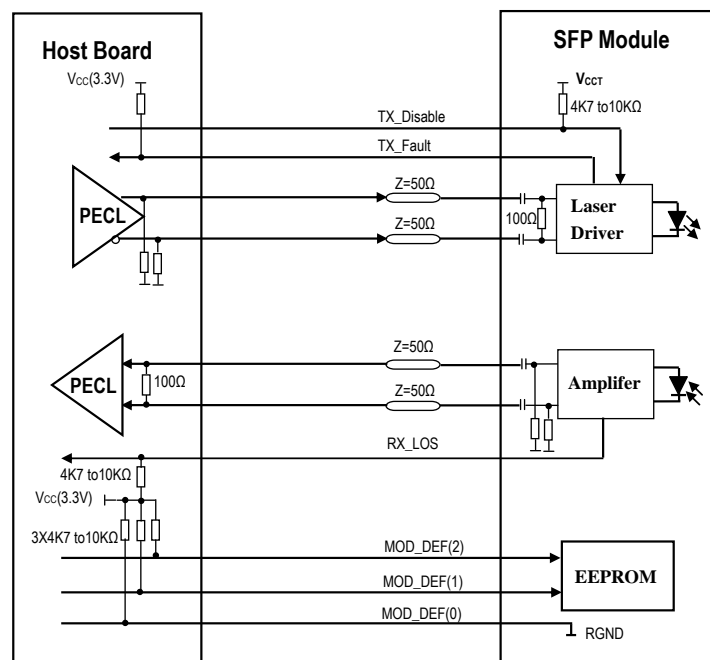 Host Board
SFP Module
VCC(3.3V)
VCCT
4K7 to10KΩ
TX_Disable
TX_Fault
Z=50Ω
PECL
100Ω
Laser
Driver
Z=50Ω
Z=50Ω
PECL
100Ω
Amplifer
Z=50Ω
RX_LOS
4K7 to10KΩ
VCC(3.3V)
3X4K7 to10KΩ
MOD_DEF(2)
EEPROM
MOD_DEF(1)
MOD_DEF(0)
RGND